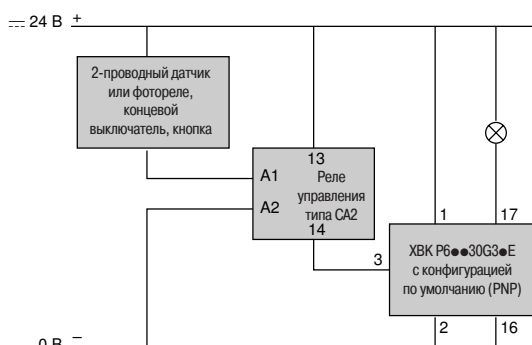 24 В +
2-проводный датчик
или фотореле,
концевой
выключатель, кнопка
13
A1 Реле
управления
A2 типа CA2
14
1 17
3
XBK P6●●30G3●E
с конфигурацией
по умолчанию (PNP)
2 16
0 В −